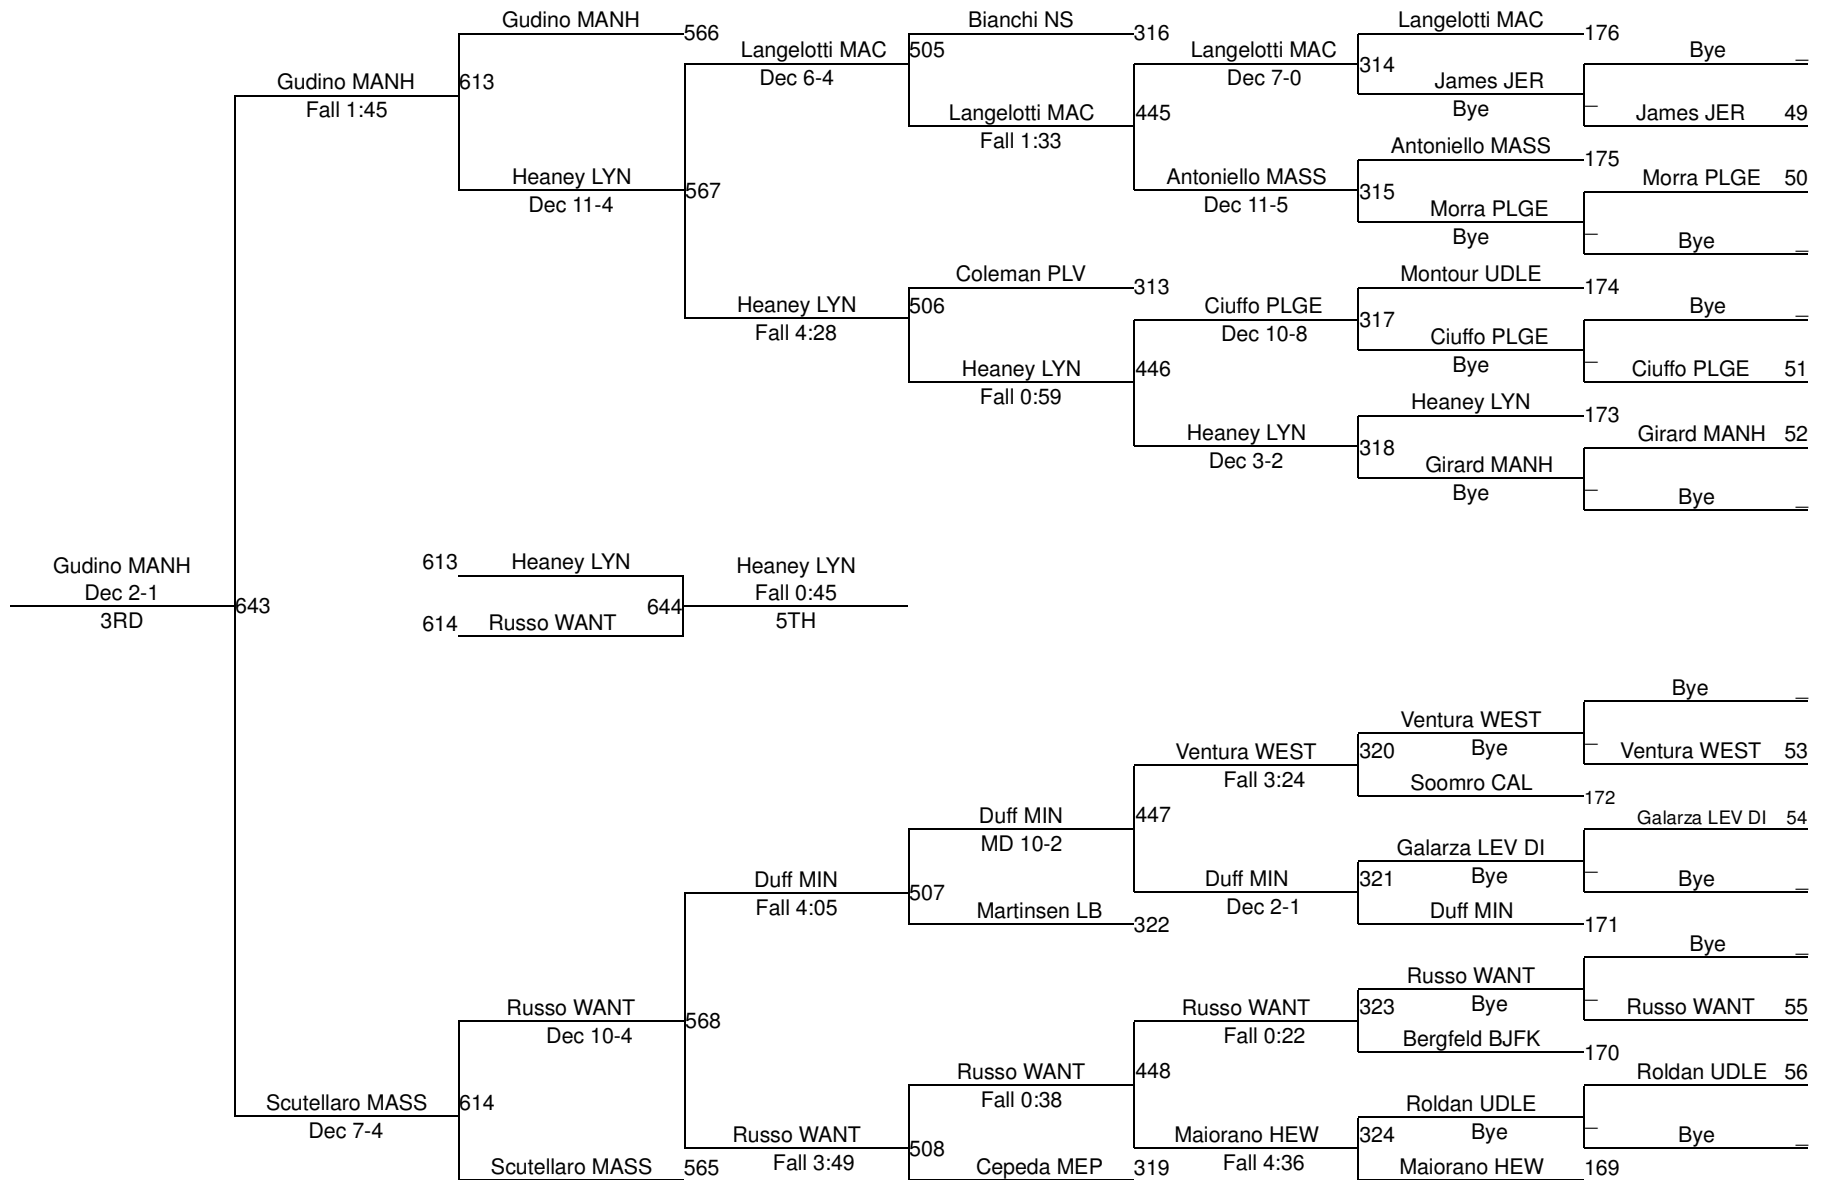 Gudino MANH
566
Bianchi NS
316
Langelotti MAC
176
Langelotti MAC
505
Dec 6-4
Langelotti MAC
314
Dec 7-0
Bye _
Gudino MANH
613
Fall 1:45
James JER
Bye
_
James JER 49
Langelotti MAC
445
Fall 1:33
Antoniello MASS
175
Heaney LYN
567
Dec 11-4
Antoniello MASS
315
Dec 11-5
Morra PLGE 50
Morra PLGE
Bye
_
Bye _
Coleman PLV
313
Montour UDLE
174
Heaney LYN
506
Fall 4:28
Ciuffo PLGE
317
Dec 10-8
Bye _
Ciuffo PLGE
Bye
_
Ciuffo PLGE 51
Heaney LYN
446
Fall 0:59
Heaney LYN
173
Heaney LYN
318
Dec 3-2
Girard MANH 52
Girard MANH
Bye
_
Bye _
Gudino MANH
Dec 2-1
643
3RD
613 Heaney LYN
614 Russo WANT
644
Heaney LYN
Fall 0:45
5TH
Bye _
Ventura WEST
320 Bye
_
Ventura WEST 53
Ventura WEST
Fall 3:24
Soomro CAL
172
Duff MIN
447
MD 10-2
Galarza LEV DI 54
Galarza LEV DI
321 Bye
_
Bye _
Duff MIN
507
Fall 4:05
Duff MIN
Dec 2-1
Martinsen LB
322
Duff MIN
171
Bye _
Russo WANT
323 Bye
_
Russo WANT 55
Russo WANT
568
Dec 10-4
Russo WANT
Fall 0:22
Bergfeld BJFK
170
Russo WANT
448
Fall 0:38
Roldan UDLE 56
Scutellaro MASS
614
Dec 7-4
Roldan UDLE
324 Bye
_
Bye _
Russo WANT
508
Fall 3:49
Maiorano HEW
Fall 4:36
Scutellaro MASS
565
Cepeda MEP
319
Maiorano HEW
169